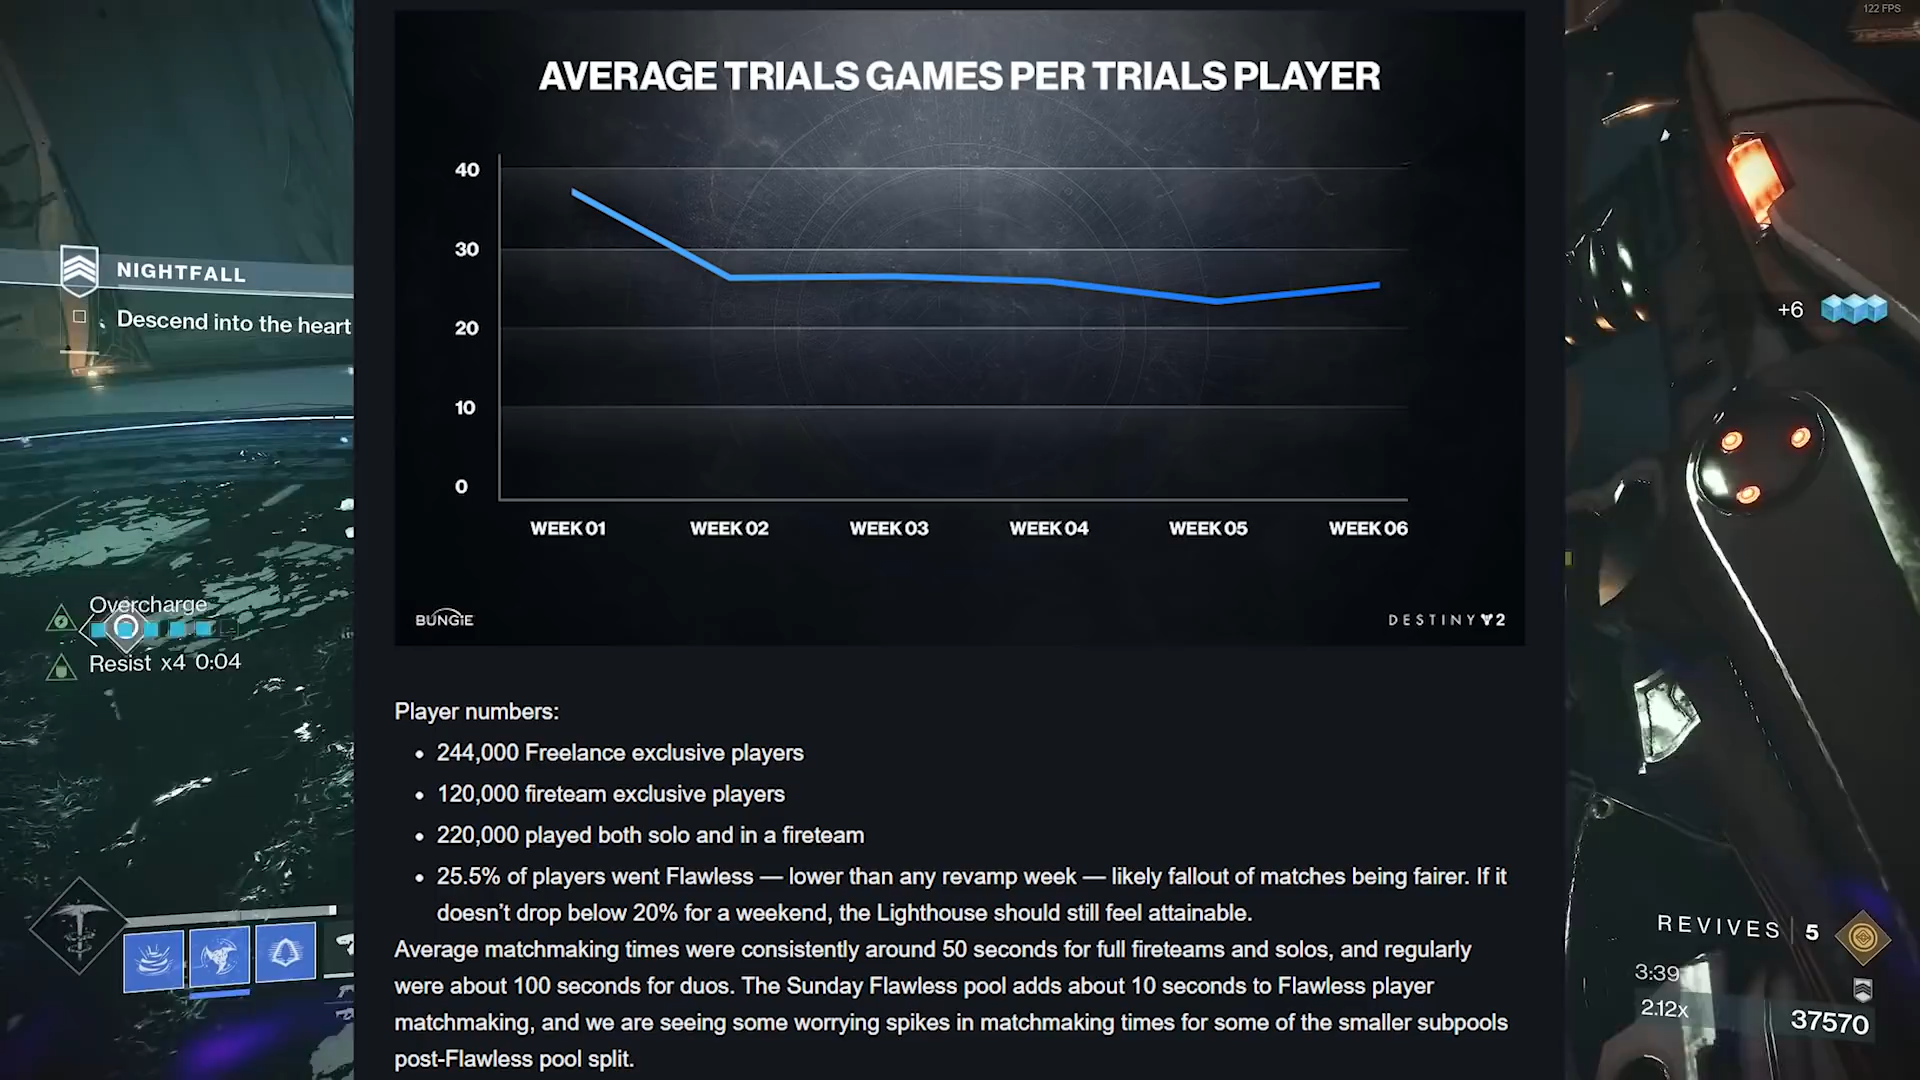 122 FPS
AVERAGE TRIALS GAMES PER TRIALS PLAYER
40
30
20
10
0
WEEK 01 WEEK 02 WEEK 03 WEEK 04 WEEK 05 WEEK 06
BUNGiE
DESTINY 2
NIGHTFALL
Descend into the heart
+6
Overcharge
Resist x4 0:04
Player numbers:
• 244,000 Freelance exclusive players
• 120,000 fireteam exclusive players
• 220,000 played both solo and in a fireteam
• 25.5% of players went Flawless — lower than any revamp week — likely fallout of matches being fairer. If it
doesn’t drop below 20% for a weekend, the Lighthouse should still feel attainable.
Average matchmaking times were consistently around 50 seconds for full fireteams and solos, and regularly
were about 100 seconds for duos. The Sunday Flawless pool adds about 10 seconds to Flawless player
matchmaking, and we are seeing some worrying spikes in matchmaking times for some of the smaller subpools
post-Flawless pool split.
REVIVES | 5
3:39
2.12x
37570